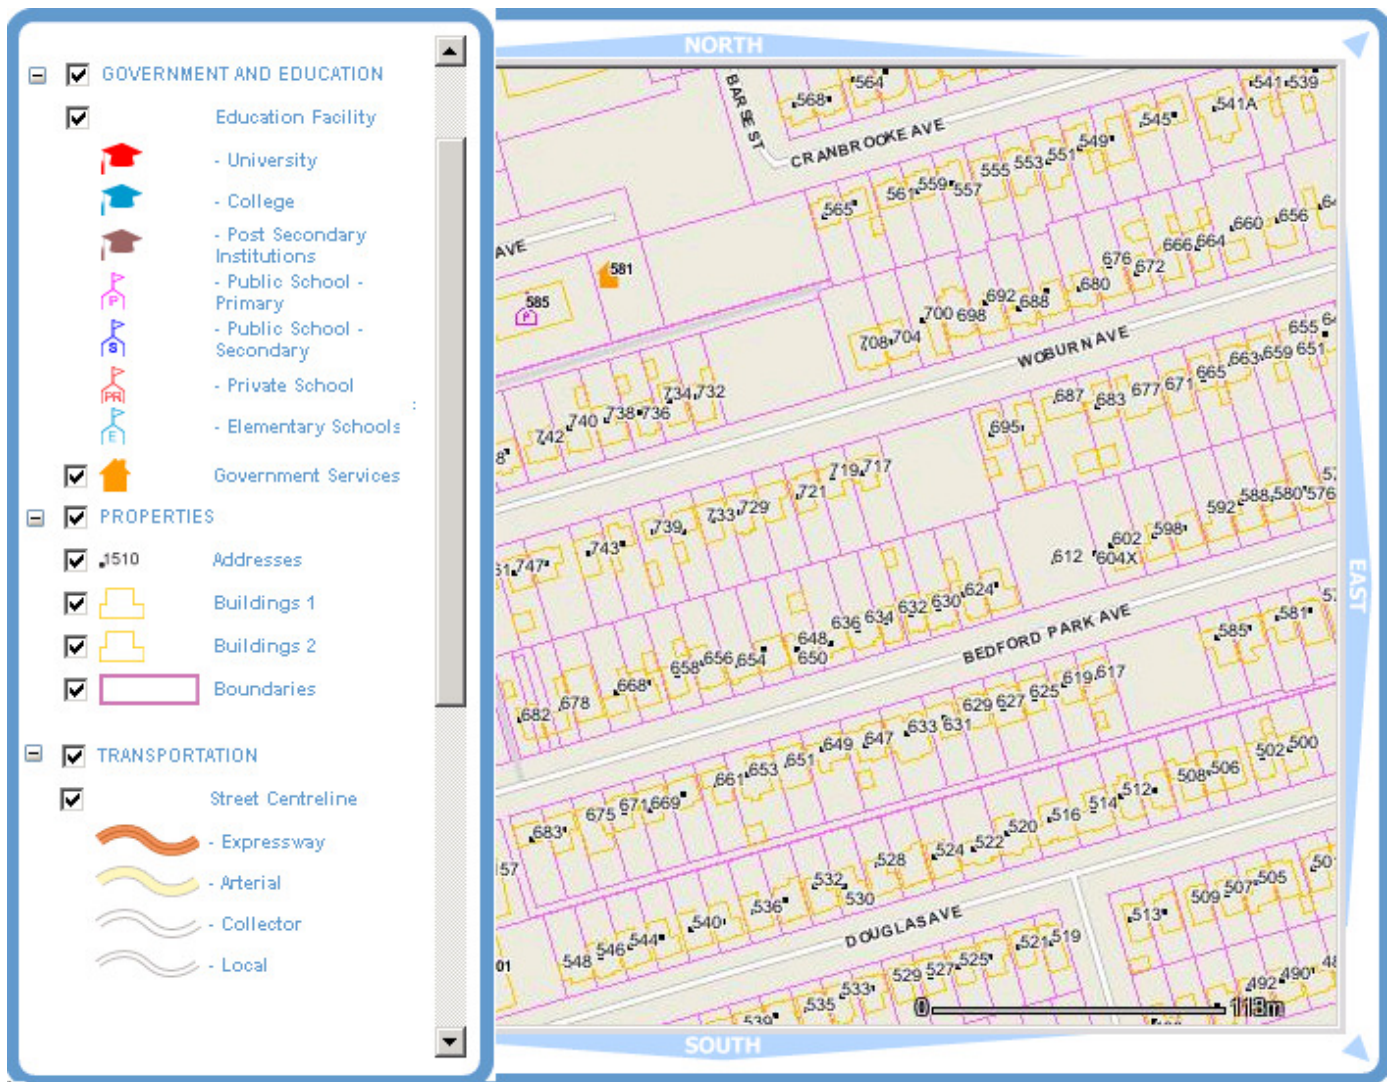 GOVERNMENT AND EDUCATION
Education Facility
- University
- College
- Post Secondary
Institutions
P
- Public School -
Primary
S
- Public School -
Secondary
PR
- Private School
:
E
- Elementary Schools
Government Services
PROPERTIES
1510
Addresses
Buildings 1
Buildings 2
Boundaries
TRANSPORTATION
Street Centreline
- Expressway
- Arterial
- Collector
- Local
NORTH
EAST
SOUTH
BARSE ST
568 564
541 539
541A
CRANBROOKE AVE
565 561 559 557 555 553 551 549 545
AVE
581
585
P
708 704 700 698 692 688 680 676 672 666 664 660 656
WOBURN AVE
742 740 738 736 734 732
695 687 683 677 671 665 663 659 655 651
747 743 739 733 729 721 719 717
612 604X 602 598 592 588 580 576
682 678 668 658 656 654 650 648 636 634 632 630 624
BEDFORD PARK AVE
683 675 671 669 661 653 651 649 647 633 631 629 627 625 619 617
585 581
548 546 544 540 536 532 530 528 524 522 520 516 514 512 508 506 502 500
DOUGLAS AVE
539 535 533 529 527 525 521 519
513 509 507 505
492 490
0 118m